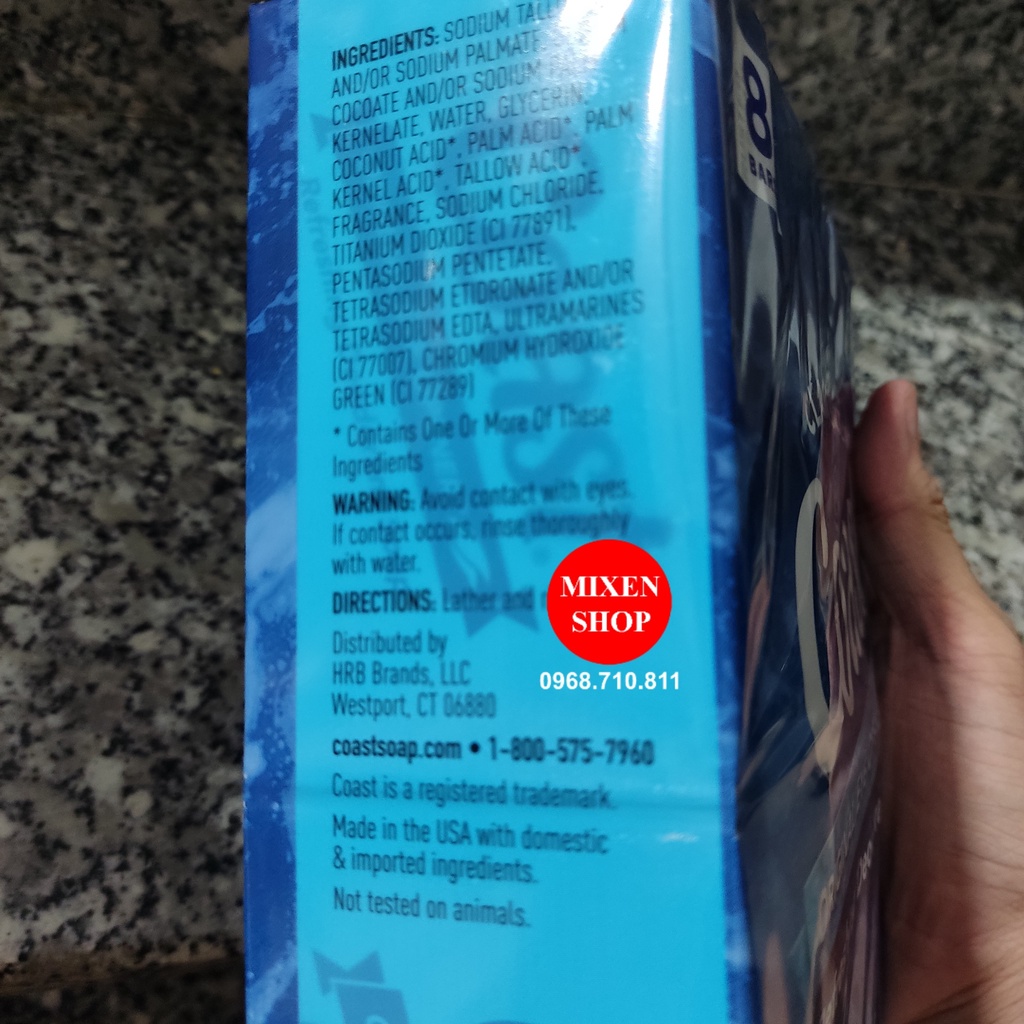 INGREDIENTS: SODIUM
AND/OR SODIUM PALMATE
COCOATE AND/OR SODIUM
KERNELATE, WATER, GLYCERIN,
COCONUT ACID*, PALM ACID*, PALM
KERNEL ACID*, TALLOW ACID*,
FRAGRANCE, SODIUM CHLORIDE,
TITANIUM DIOXIDE (CI 77891),
PENTASODIUM PENTETATE,
TETRASODIUM ETIDRONATE AND/OR
TETRASODIUM EDTA, ULTRAMARINES
(CI 77007), CHROMIUM HYDROXIDE
GREEN (CI 77289)
* Contains One Or More Of These
Ingredients
WARNING: Avoid contact with eyes.
If contact occurs, rinse thoroughly
with water.
DIRECTIONS: Lather and
Distributed by
HRB Brands, LLC
Westport, CT 06880
coastsoap.com • 1-800-575-7960
Coast is a registered trademark.
Made in the USA with domestic
& imported ingredients.
Not tested on animals.
MIXEN
SHOP
0968.710.811
8